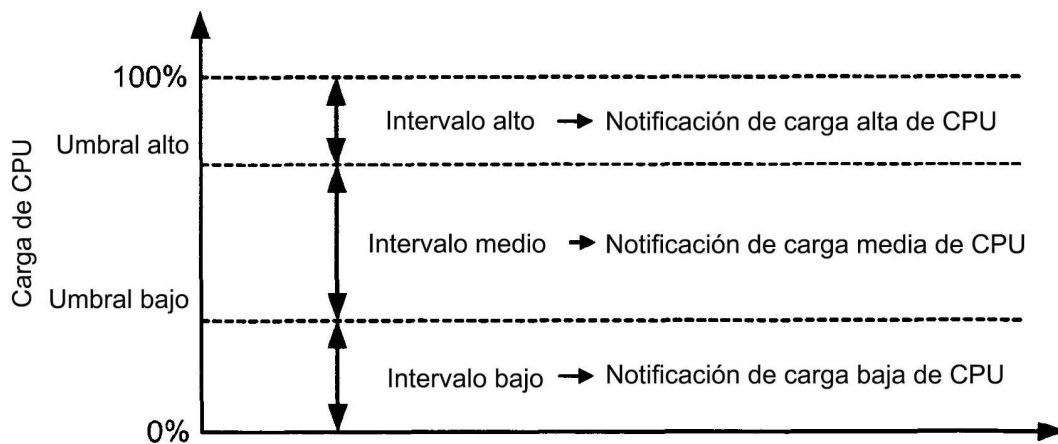 100%
Intervalo alto → Notificación de carga alta de CPU
Umbral alto
Carga de CPU
Intervalo medio → Notificación de carga media de CPU
Umbral bajo
Intervalo bajo → Notificación de carga baja de CPU
0%